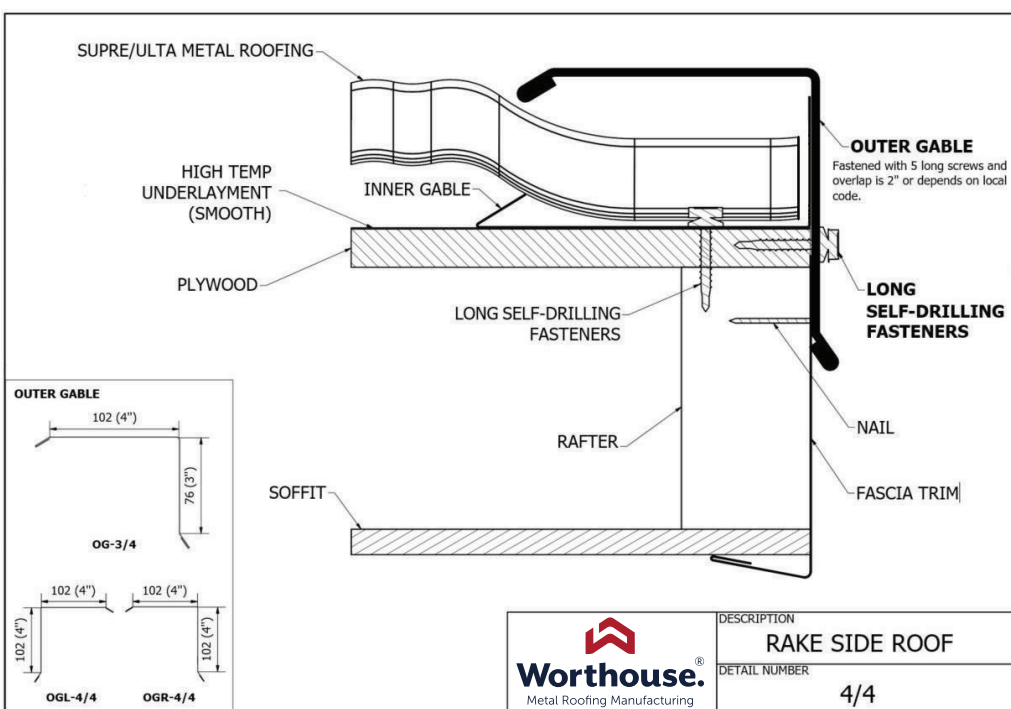 SUPRE/ULTA METAL ROOFING
HIGH TEMP
UNDERLAYMENT
(SMOOTH)
INNER GABLE
OUTER GABLE
Fastened with 5 long screws and
overlap is 2" or depends on local
code.
PLYWOOD
LONG SELF-DRILLING
FASTENERS
LONG
SELF-DRILLING
FASTENERS
NAIL
RAFTER
FASCIA TRIM
SOFFIT
OUTER GABLE
102 (4")
76 (3")
OG-3/4
102 (4")
102 (4")
102 (4")
102 (4")
OGL-4/4
OGR-4/4
Worthouse.®
Metal Roofing Manufacturing
DESCRIPTION
RAKE SIDE ROOF
DETAIL NUMBER
4/4